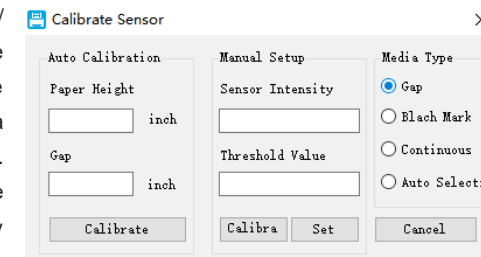 Calibrate Sensor
Auto Calibration
Paper Height
inch
Gap
inch
Calibrate
Manual Setup
Sensor Intensity
Threshold Value
Calibra
Set
Media Type
Gap
Blach Mark
Continuous
Auto Selecti
Cancel